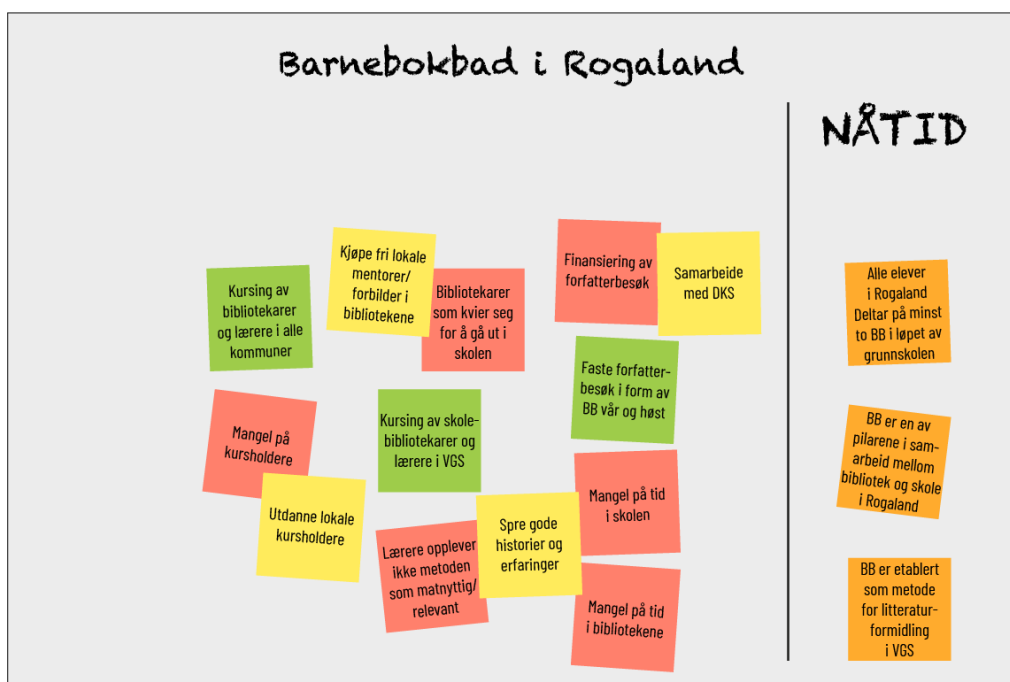 Barnebokbad i Rogaland
NÅTID
Kursing av
bibliotekarer
og lærere i alle
kommuner
Kjøpe fri lokale
mentorer/
forbilder i
bibliotekene
Bibliotekarer
som kvier seg
for å gå ut i
skolen
Finansiering av
forfatterbesøk
Samarbeide
med DKS
Faste forfatter-
besøk i form av
BB vår og høst
Mangel på
kursholdere
Utdanne lokale
kursholdere
Kursing av skole-
bibliotekarer og
lærere i VGS
Lærere opplever
ikke metoden
som matnyttig/
relevant
Spre gode
historier og
erfaringer
Mangel på tid
i skolen
Mangel på tid
i bibliotekene
Alle elever
i Rogaland
Deltar på minst
to BB i løpet av
grunnskolen
BB er en av
pilarene i sam-
arbeid mellom
bibliotek og skole
i Rogaland
BB er etablert
som metode
for litteratur-
formidling
i VGS